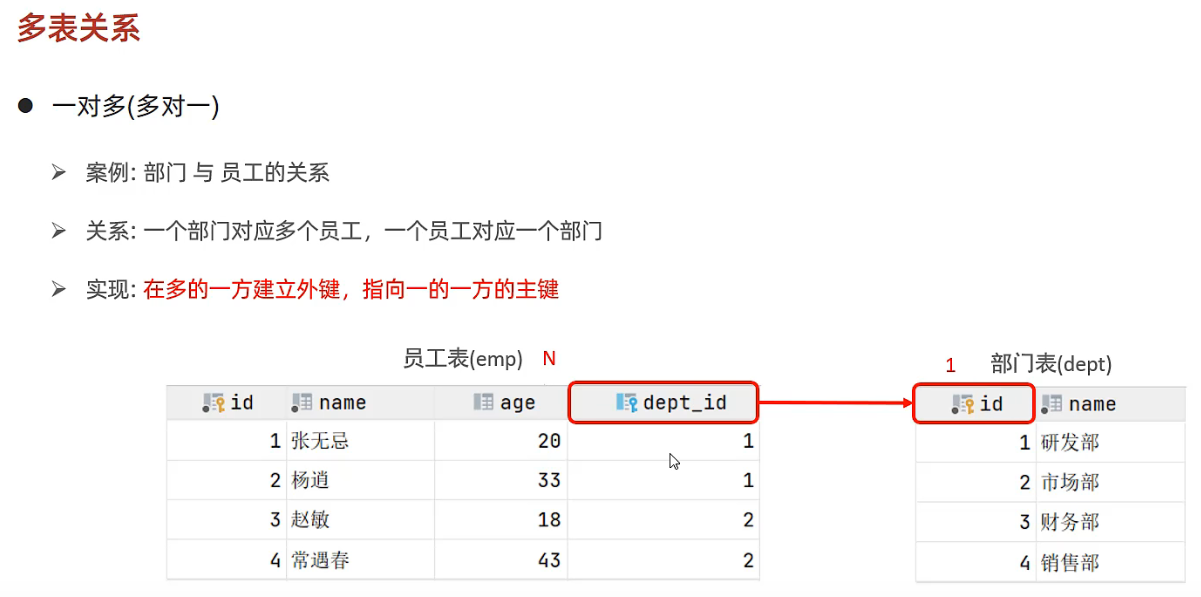 多表关系
● 一对多(多对一)
➢ 案例: 部门 与 员工的关系
➢ 关系: 一个部门对应多个员工，一个员工对应一个部门
➢ 实现: 在多的一方建立外键，指向一的一方的主键
员工表(emp) N
1 部门表(dept)
id name age dept_id
1 张无忌 20 1
2 杨逍 33 1
3 赵敏 18 2
4 常遇春 43 2
id name
1 研发部
2 市场部
3 财务部
4 销售部